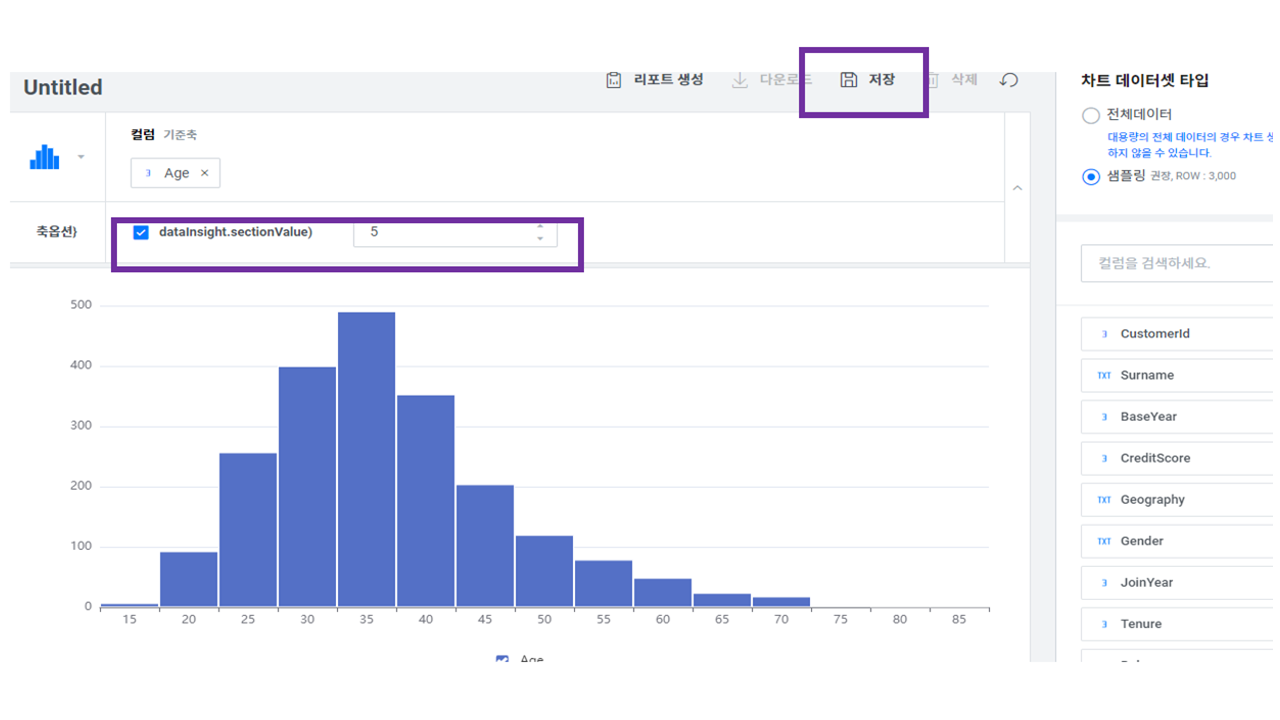 Untitled
리포트 생성
다운로드
저장
삭제
컬럼 기준축
3 Age ×
축옵션}
dataInsight.sectionValue)
5
500
400
300
200
100
0
15 20 25 30 35 40 45 50 55 60 65 70 75 80 85
Age
차트 데이터셋 타입
전체데이터
대용량의 전체 데이터의 경우 차트 생
하지 않을 수 있습니다.
샘플링 권장, ROW : 3,000
컬럼을 검색하세요.
3 CustomerId
TXT Surname
3 BaseYear
3 CreditScore
TXT Geography
TXT Gender
3 JoinYear
3 Tenure